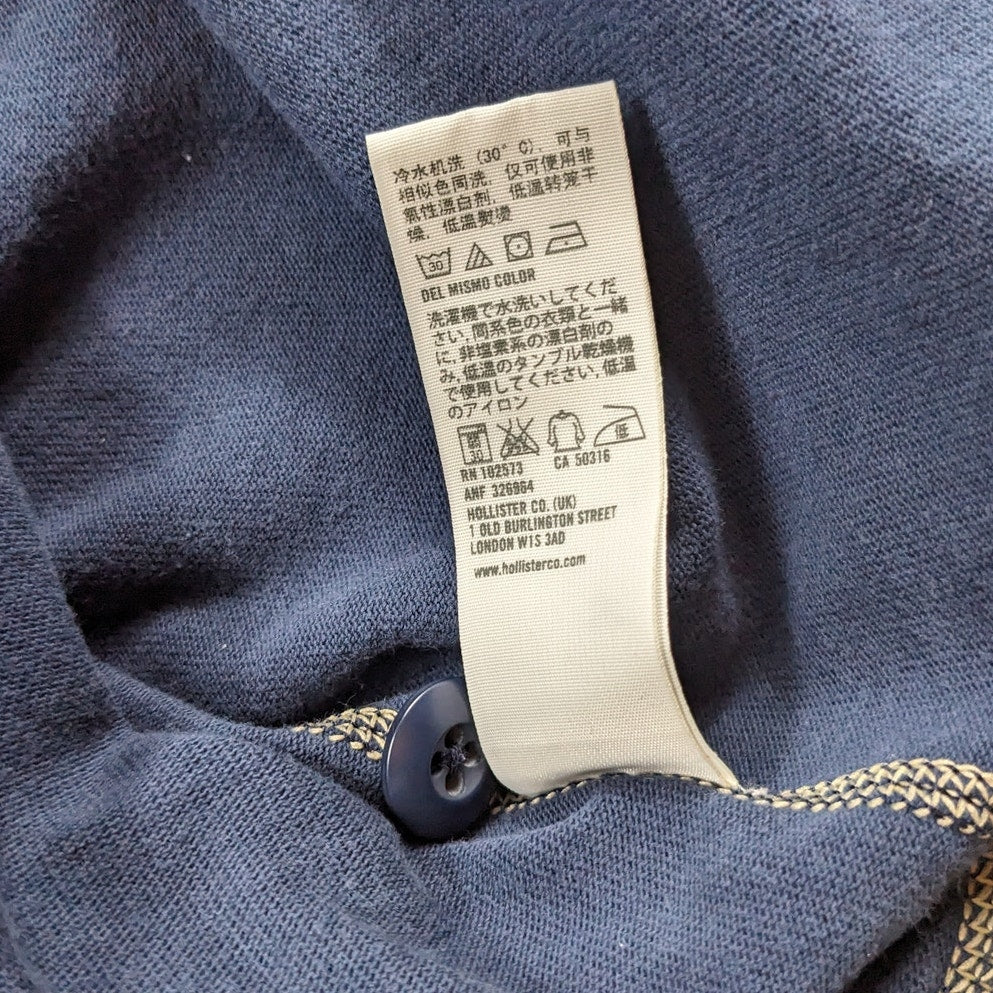 冷水机洗 (30° C), 可与
相似色同洗, 仅可使用非
氯性漂白剂, 低温转笼干
燥, 低温熨烫
30
DEL MISMO COLOR
洗濯機で水洗いしてくだ
さい, 同系色の衣類と一緒
に, 非塩素系の漂白剤の
み, 低温のタンブル乾燥機
で使用してください, 低温
のアイロン
30 低
RN 102573 CA 50316
ANF 326964
HOLLISTER CO. (UK)
1 OLD BURLINGTON STREET
LONDON W1S 3AD
www.hollisterco.com